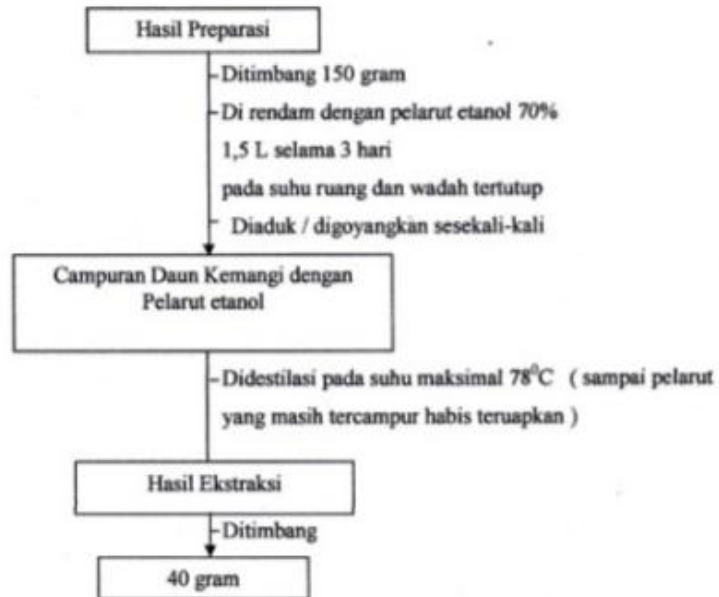 Hasil Preparasi
Ditimbang 150 gram
Di rendam dengan pelarut etanol 70%
1,5 L selama 3 hari
pada suhu ruang dan wadah tertutup
Diaduk / digoyangkan sesekali-kali
Campuran Daun Kemangi dengan
Pelarut etanol
Didestilasi pada suhu maksimal 78⁰C ( sampai pelarut
yang masih tercampur habis teruapkan )
Hasil Ekstraksi
Ditimbang
40 gram